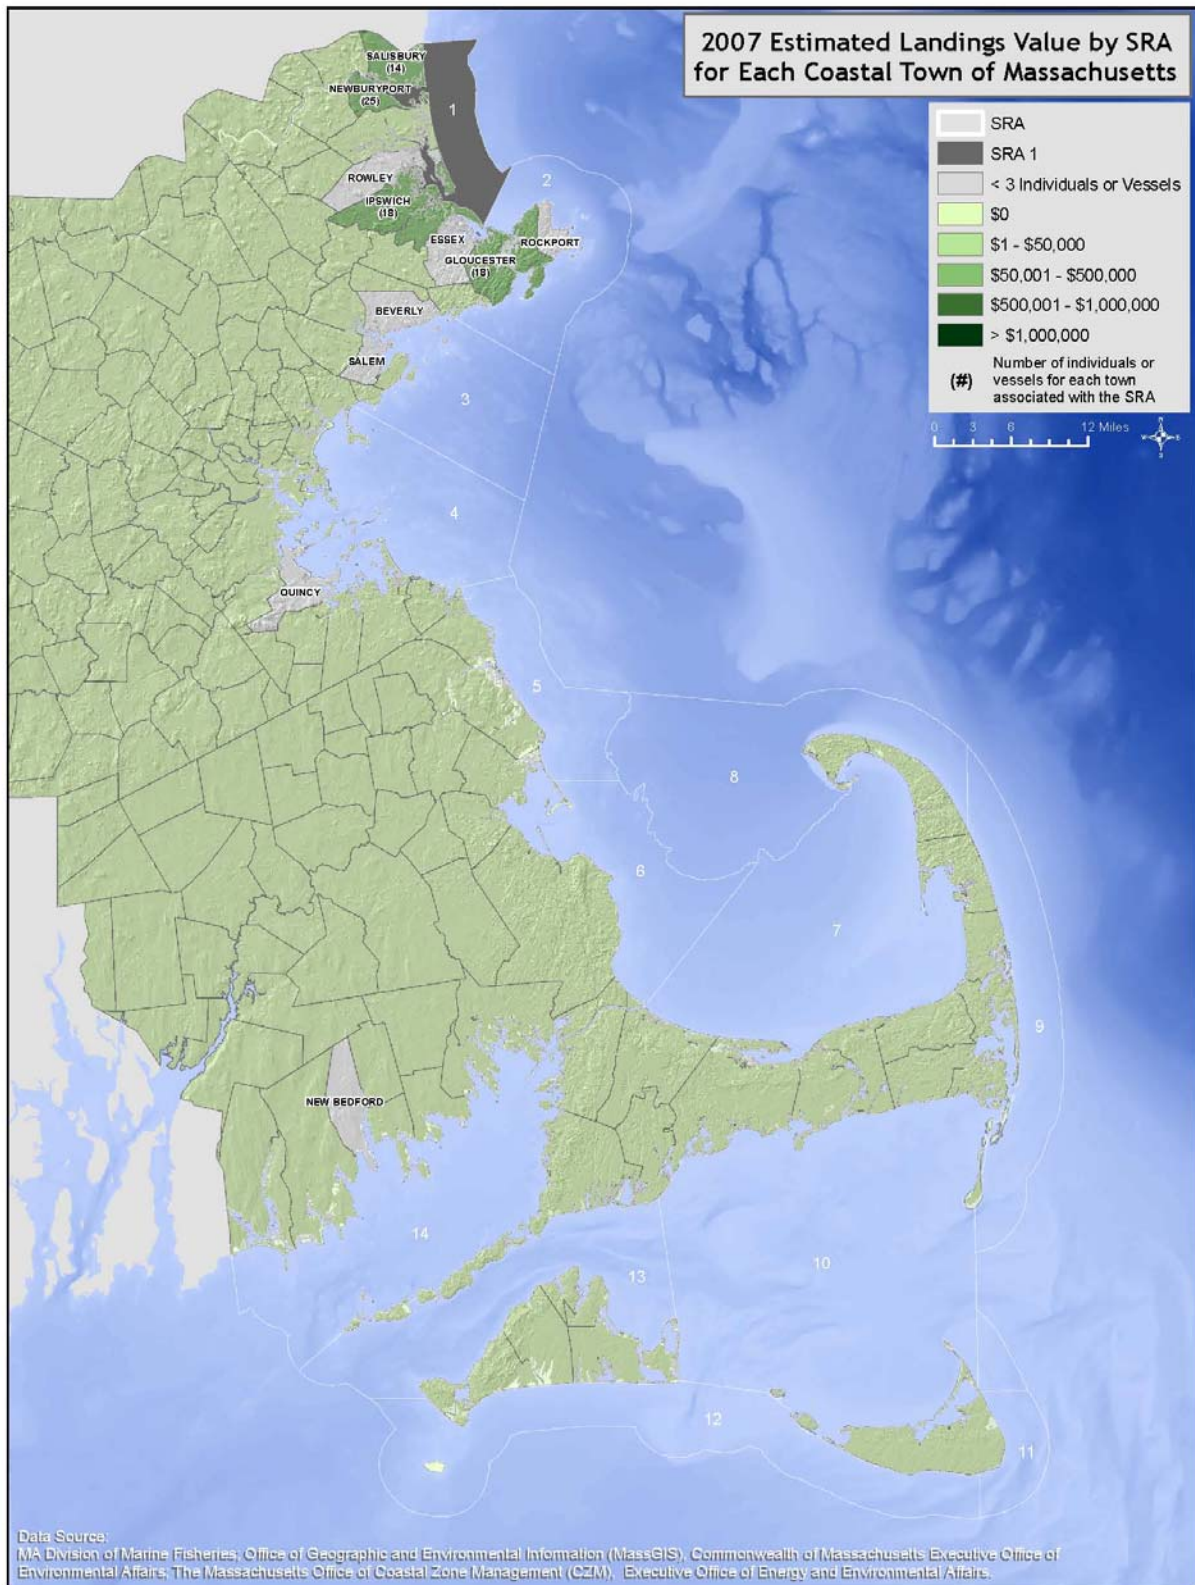 2007 Estimated Landings Value by SRA
for Each Coastal Town of Massachusetts
SRA
SRA 1
< 3 Individuals or Vessels
$0
$1 - $50,000
$50,001 - $500,000
$500,001 - $1,000,000
> $1,000,000
(#)
Number of individuals or
vessels for each town
associated with the SRA
0 3 6 12 Miles
N
W E
S
SALISBURY
(14)
NEWBURYPORT
(25)
1
ROWLEY
2
IPSWICH
(18)
ESSEX
ROCKPORT
GLOUCESTER
(18)
BEVERLY
SALEM
3
4
QUINCY
5
8
6
7
9
NEW BEDFORD
14
13
10
12
11
Data Source:
MA Division of Marine Fisheries; Office of Geographic and Environmental Information (MassGIS), Commonwealth of Massachusetts Executive Office of
Environmental Affairs; The Massachusetts Office of Coastal Zone Management (CZM), Executive Office of Energy and Environmental Affairs.